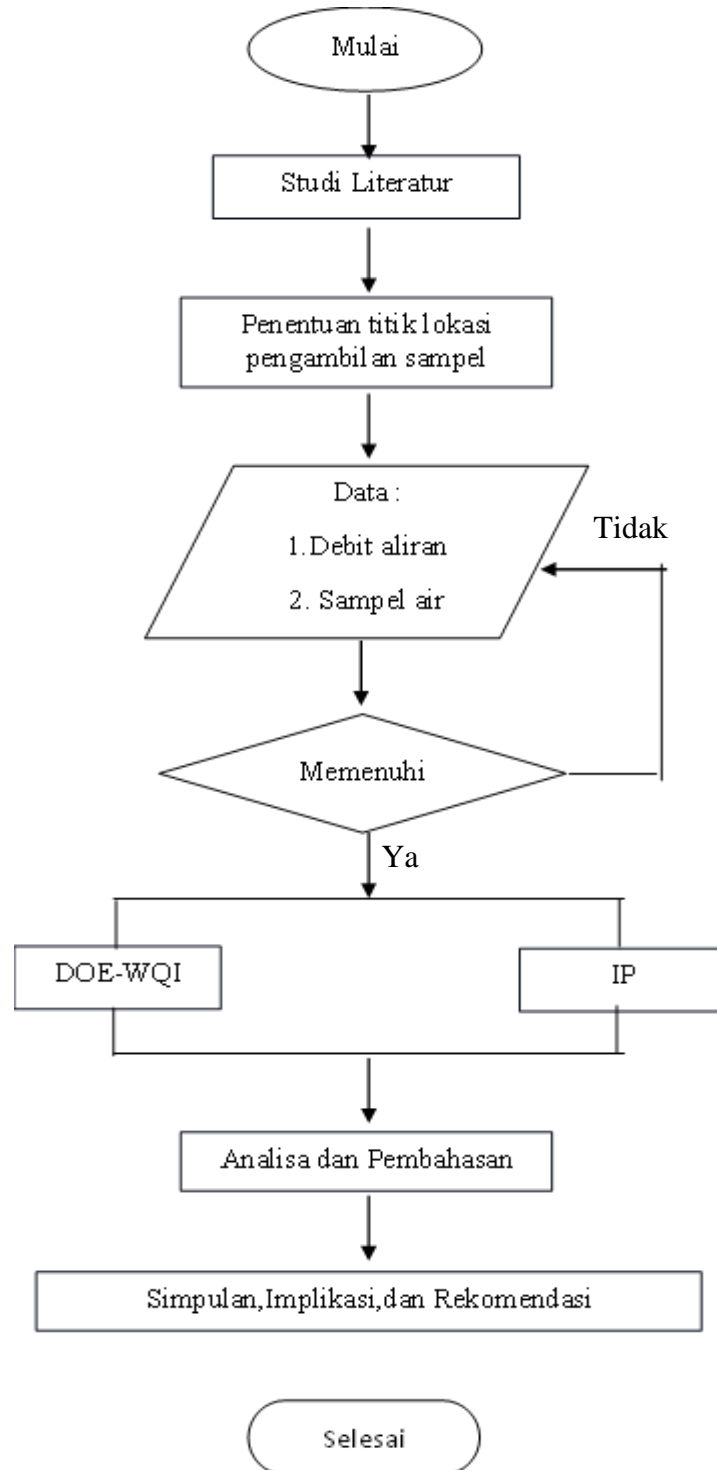 Mulai
Studi Literatur
Penentuan titik lokasi
pengambilan sampel
Data :
1.Debit aliran
2. Sampel air
Tidak
Memenuhi
Ya
DOE-WQI
IP
Analisa dan Pembahasan
Simpulan,Implikasi,dan Rekomendasi
Selesai